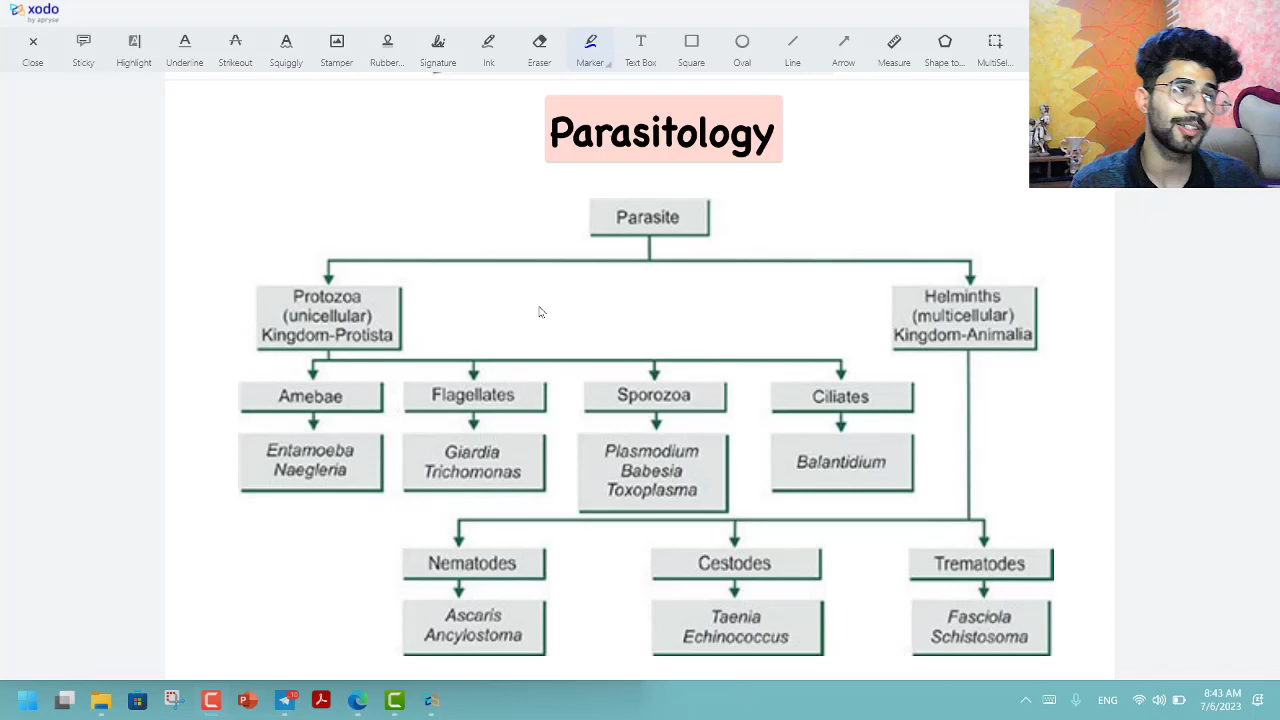 xodo
by apryse
Close
Sticky
Highlight
Underline
Strikeout
Squiggly
Stamper
Rubber...
Signature
Ink
Eraser
Marker
Text Box
Square
Oval
Line
Arrow
Measure
Shape to...
MultiSel...
Parasitology
Parasite
Protozoa
(unicellular)
Kingdom-Protista
Helminths
(multicellular)
Kingdom-Animalia
Amebae
Flagellates
Sporozoa
Ciliates
Entamoeba
Naegleria
Giardia
Trichomonas
Plasmodium
Babesia
Toxoplasma
Balantidium
Nematodes
Cestodes
Trematodes
Ascaris
Ancylostoma
Taenia
Echinococcus
Fasciola
Schistosoma
ENG
8:43 AM
7/6/2023